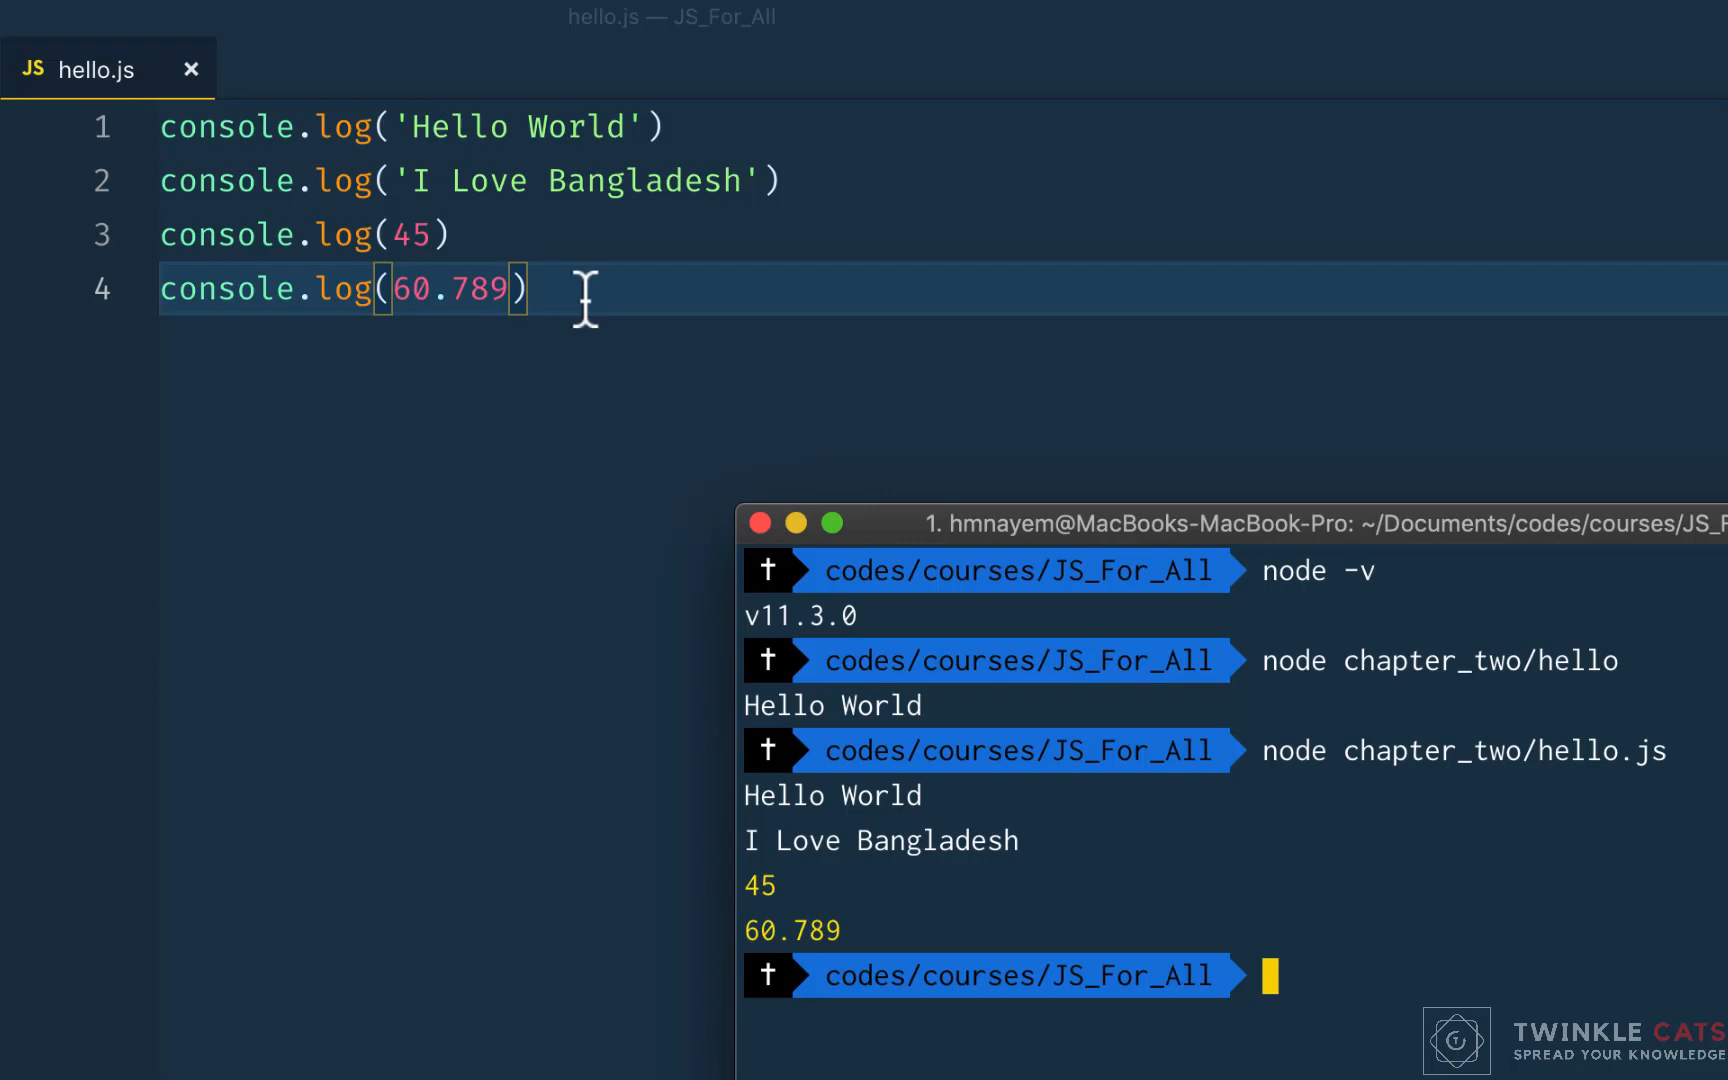 hello.js — JS_For_All
JS hello.js ×
1 console.log('Hello World')
2 console.log('I Love Bangladesh')
3 console.log(45)
4 console.log(60.789)
1. hmnayem@MacBooks-MacBook-Pro: ~/Documents/codes/courses/JS_F
† codes/courses/JS_For_All node -v
v11.3.0
† codes/courses/JS_For_All node chapter_two/hello
Hello World
† codes/courses/JS_For_All node chapter_two/hello.js
Hello World
I Love Bangladesh
45
60.789
† codes/courses/JS_For_All
TWINKLE CATS
SPREAD YOUR KNOWLEDGE